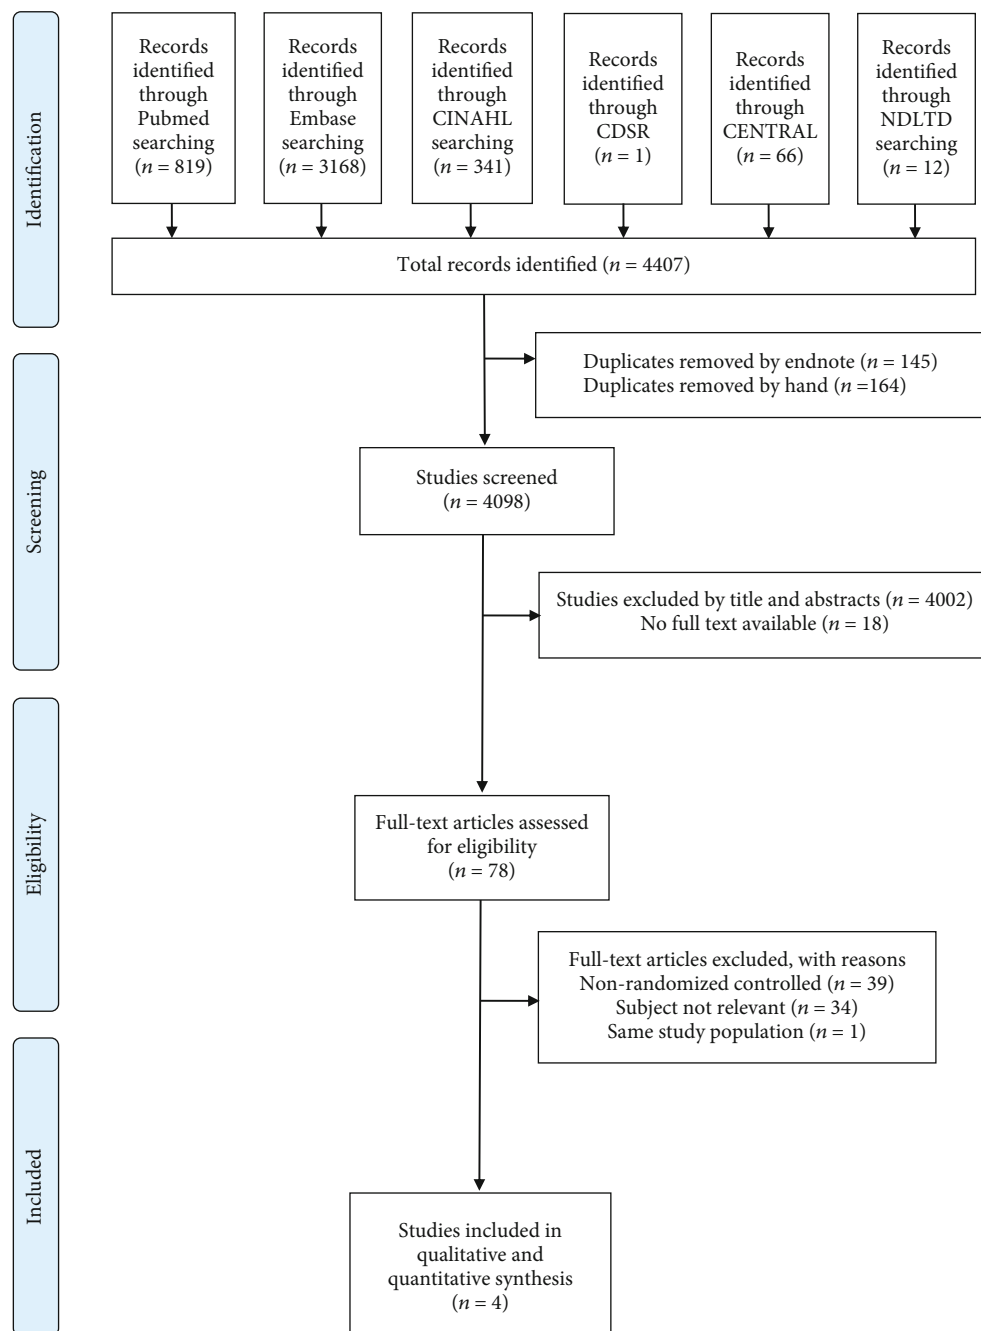 Identification
Records
identified
through
Pubmed
searching
(n = 819)
Records
identified
through
Embase
searching
(n = 3168)
Records
identified
through
CINAHL
searching
(n = 341)
Records
identified
through
CDSR
(n = 1)
Records
identified
through
CENTRAL
(n = 66)
Records
identified
through
NDLTD
searching
(n = 12)
Total records identified (n = 4407)
Duplicates removed by endnote (n = 145)
Duplicates removed by hand (n =164)
Screening
Studies screened
(n = 4098)
Studies excluded by title and abstracts (n = 4002)
No full text available (n = 18)
Eligibility
Full-text articles assessed
for eligibility
(n = 78)
Full-text articles excluded, with reasons
Non-randomized controlled (n = 39)
Subject not relevant (n = 34)
Same study population (n = 1)
Included
Studies included in
qualitative and
quantitative synthesis
(n = 4)